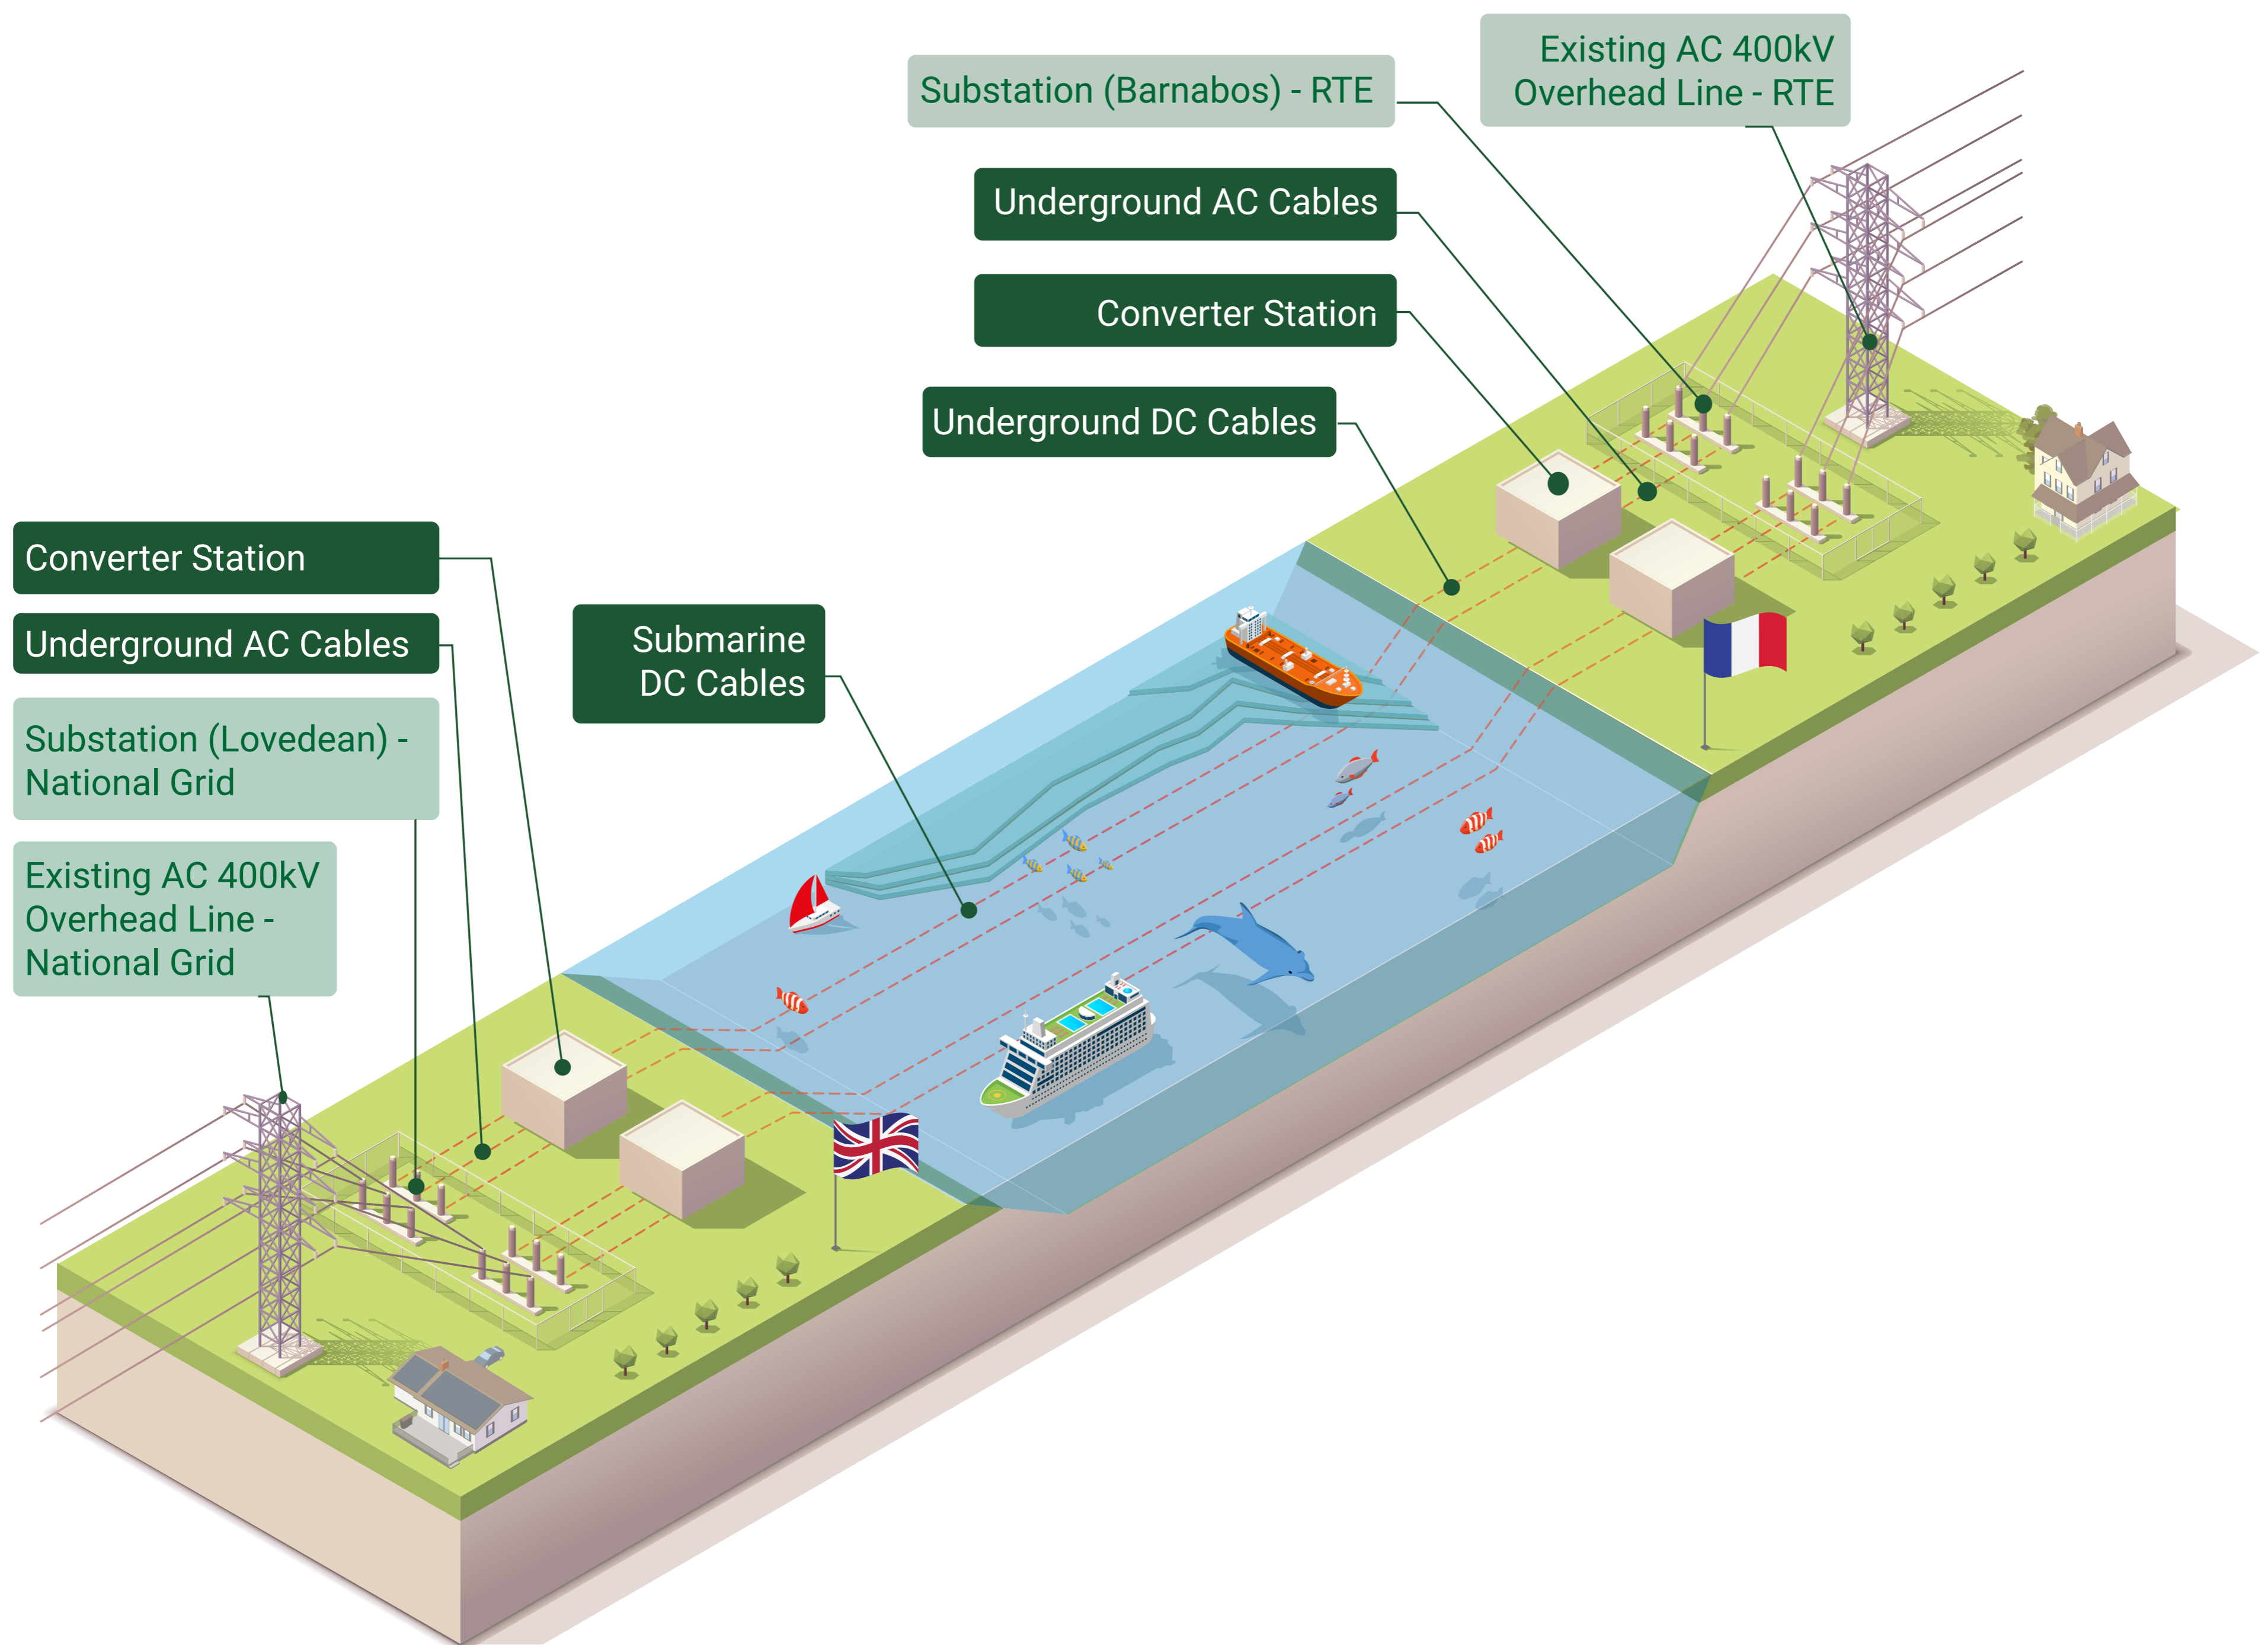 Existing AC 400kV
Overhead Line - RTE
Substation (Barnabos) - RTE
Underground AC Cables
Converter Station
Underground DC Cables
Converter Station
Underground AC Cables
Substation (Lovedean) -
National Grid
Existing AC 400kV
Overhead Line -
National Grid
Submarine
DC Cables